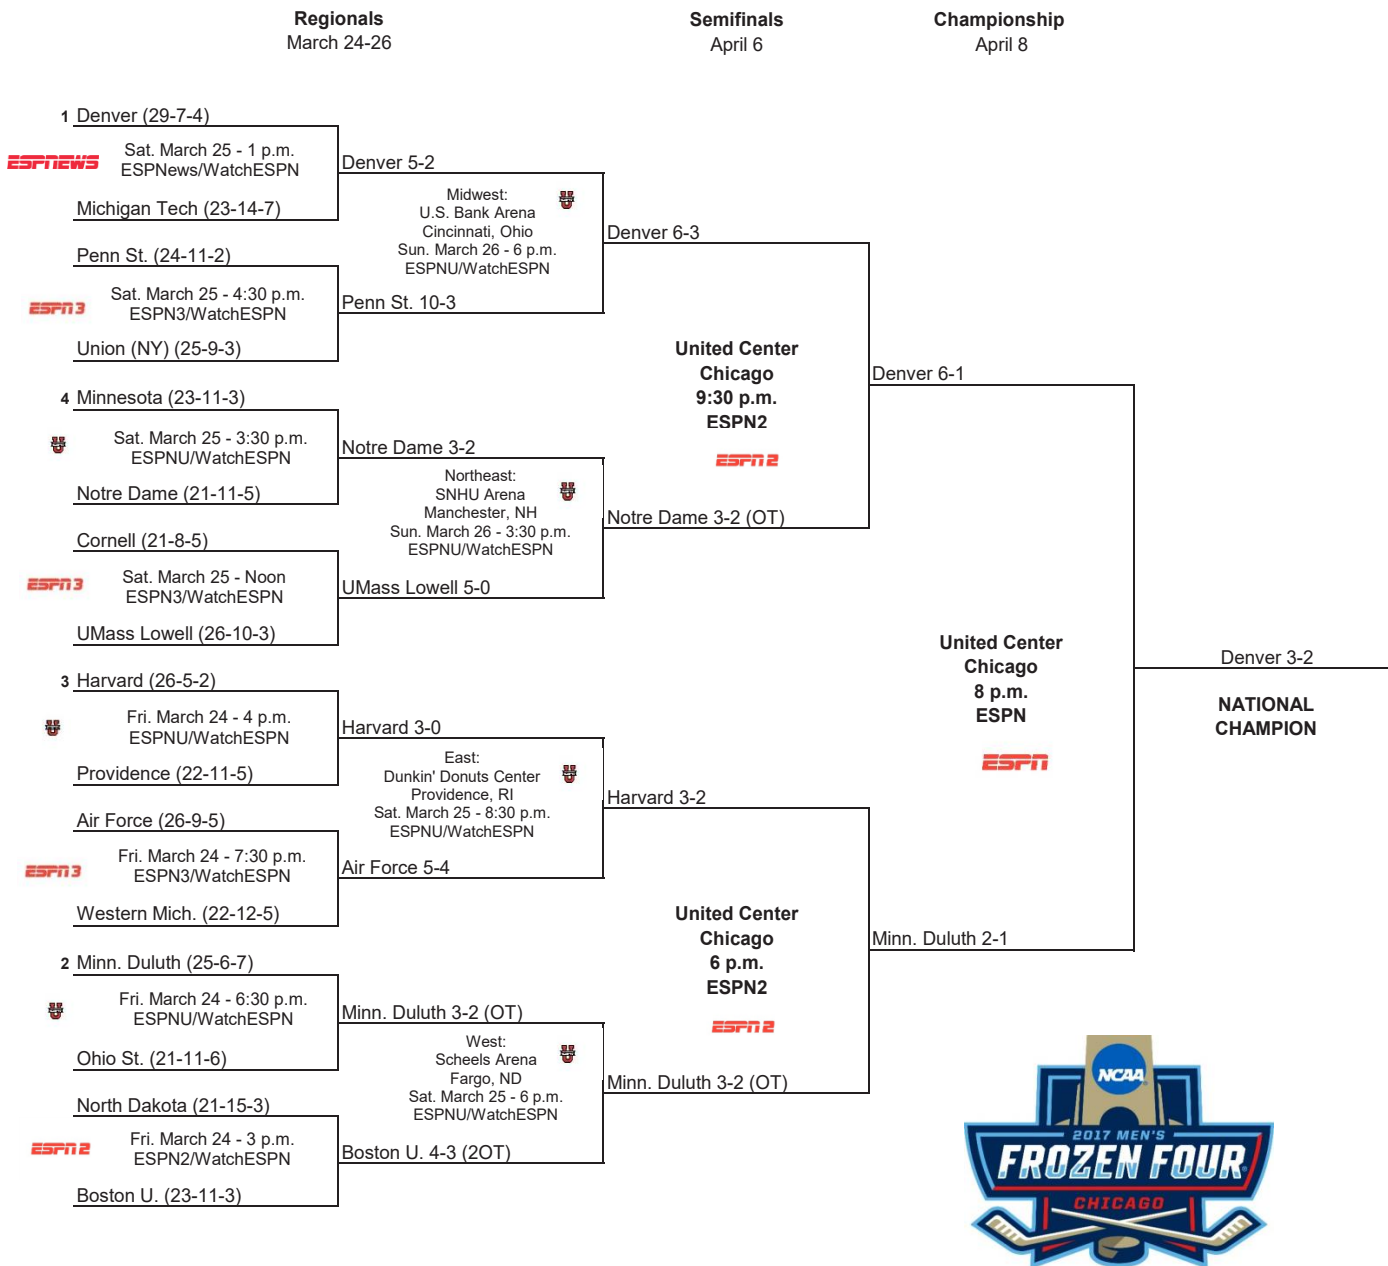 Regionals
March 24-26
Semifinals
April 6
Championship
April 8
1 Denver (29-7-4)
ESPNEWS
Sat. March 25 - 1 p.m.
ESPNews/WatchESPN
Michigan Tech (23-14-7)
Denver 5-2
Midwest:
U.S. Bank Arena
Cincinnati, Ohio
Sun. March 26 - 6 p.m.
ESPNU/WatchESPN
Penn St. (24-11-2)
ESPN 3
Sat. March 25 - 4:30 p.m.
ESPN3/WatchESPN
Union (NY) (25-9-3)
Penn St. 10-3
Denver 6-3
United Center
Chicago
9:30 p.m.
ESPN2
ESPN 2
4 Minnesota (23-11-3)
Sat. March 25 - 3:30 p.m.
ESPNU/WatchESPN
Notre Dame (21-11-5)
Notre Dame 3-2
Northeast:
SNHU Arena
Manchester, NH
Sun. March 26 - 3:30 p.m.
ESPNU/WatchESPN
Cornell (21-8-5)
ESPN 3
Sat. March 25 - Noon
ESPN3/WatchESPN
UMass Lowell (26-10-3)
UMass Lowell 5-0
Notre Dame 3-2 (OT)
Denver 6-1
United Center
Chicago
8 p.m.
ESPN
ESPN
Denver 3-2
NATIONAL
CHAMPION
3 Harvard (26-5-2)
Fri. March 24 - 4 p.m.
ESPNU/WatchESPN
Providence (22-11-5)
Harvard 3-0
East:
Dunkin' Donuts Center
Providence, RI
Sat. March 25 - 8:30 p.m.
ESPNU/WatchESPN
Air Force (26-9-5)
ESPN 3
Fri. March 24 - 7:30 p.m.
ESPN3/WatchESPN
Western Mich. (22-12-5)
Air Force 5-4
Harvard 3-2
United Center
Chicago
6 p.m.
ESPN2
ESPN 2
Minn. Duluth 2-1
2 Minn. Duluth (25-6-7)
Fri. March 24 - 6:30 p.m.
ESPNU/WatchESPN
Ohio St. (21-11-6)
Minn. Duluth 3-2 (OT)
West:
Scheels Arena
Fargo, ND
Sat. March 25 - 6 p.m.
ESPNU/WatchESPN
Minn. Duluth 3-2 (OT)
North Dakota (21-15-3)
ESPN 2
Fri. March 24 - 3 p.m.
ESPN2/WatchESPN
Boston U. (23-11-3)
Boston U. 4-3 (2OT)
NCAA
2017 MEN'S
FROZEN FOUR
CHICAGO